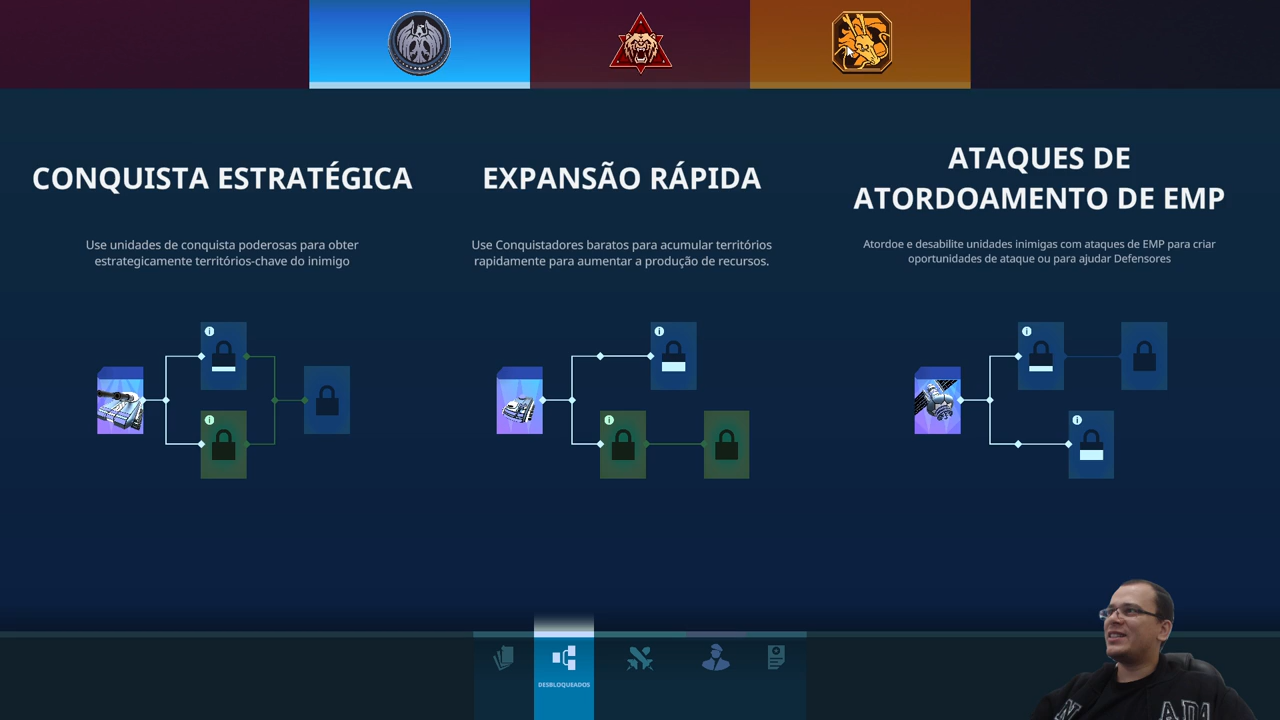 CONQUISTA ESTRATÉGICA
Use unidades de conquista poderosas para obter
estrategicamente territórios-chave do inimigo
EXPANSÃO RÁPIDA
Use Conquistadores baratos para acumular territórios
rapidamente para aumentar a produção de recursos.
ATAQUES DE
ATORDOAMENTO DE EMP
Atordoe e desabilite unidades inimigas com ataques de EMP para criar
oportunidades de ataque ou para ajudar Defensores
DESBLOQUEADOS